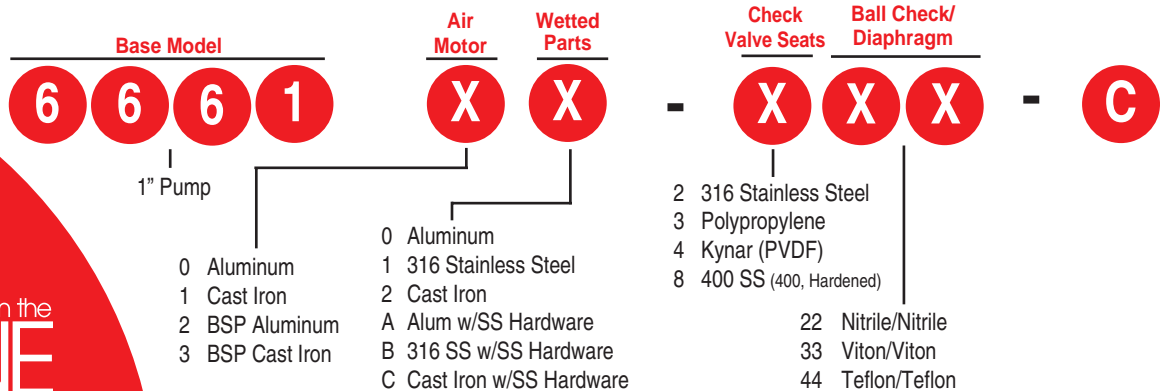 Base Model
Air
Motor
Wetted
Parts
Check
Valve Seats
Ball Check/
Diaphragm
6 6 6 1 X X - X X X - C
1" Pump
0 Aluminum
1 Cast Iron
2 BSP Aluminum
3 BSP Cast Iron
0 Aluminum
1 316 Stainless Steel
2 Cast Iron
A Alum w/SS Hardware
B 316 SS w/SS Hardware
C Cast Iron w/SS Hardware
2 316 Stainless Steel
3 Polypropylene
4 Kynar (PVDF)
8 400 SS (400, Hardened)
22 Nitrile/Nitrile
33 Viton/Viton
44 Teflon/Teflon
the